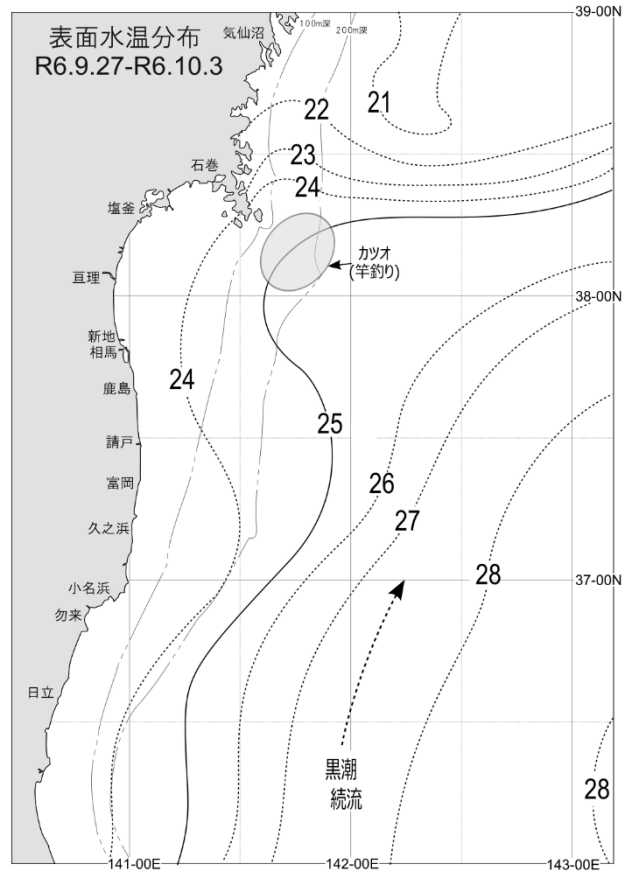 表面水温分布
R6.9.27-R6.10.3
気仙沼
100m深
200m深
39-00N
21
22
23
石巻
24
塩釜
カツオ
(竿釣り)
亘理
38-00N
新地
相馬
24
鹿島
25
請戸
富岡
26
久之浜
27
28
小名浜
37-00N
勿来
日立
黒潮
続流
28
141-00E
142-00E
143-00E